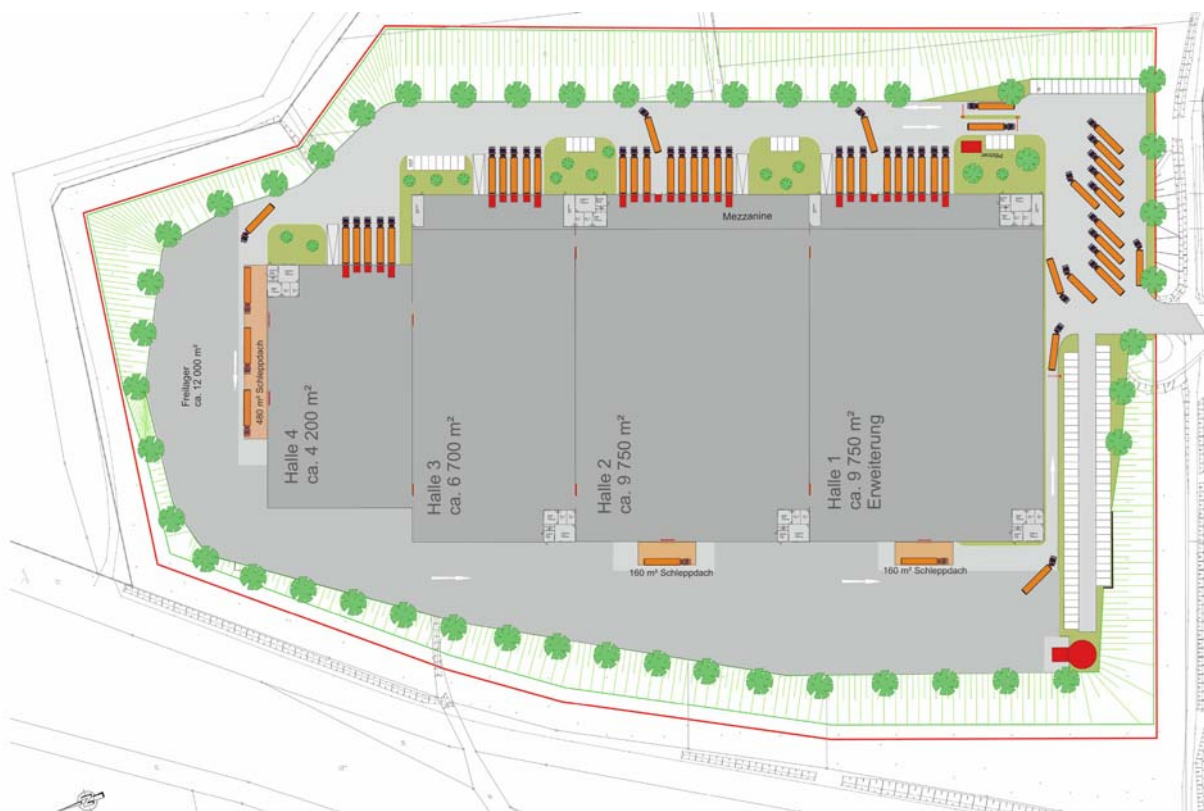 Pförtner
Mezzanine
Freilager
ca. 12 000 m²
480 m² Schleppdach
Halle 4
ca. 4 200 m²
Halle 3
ca. 6 700 m²
Halle 2
ca. 9 750 m²
Halle 1
ca. 9 750 m²
Erweiterung
160 m² Schleppdach
160 m² Schleppdach